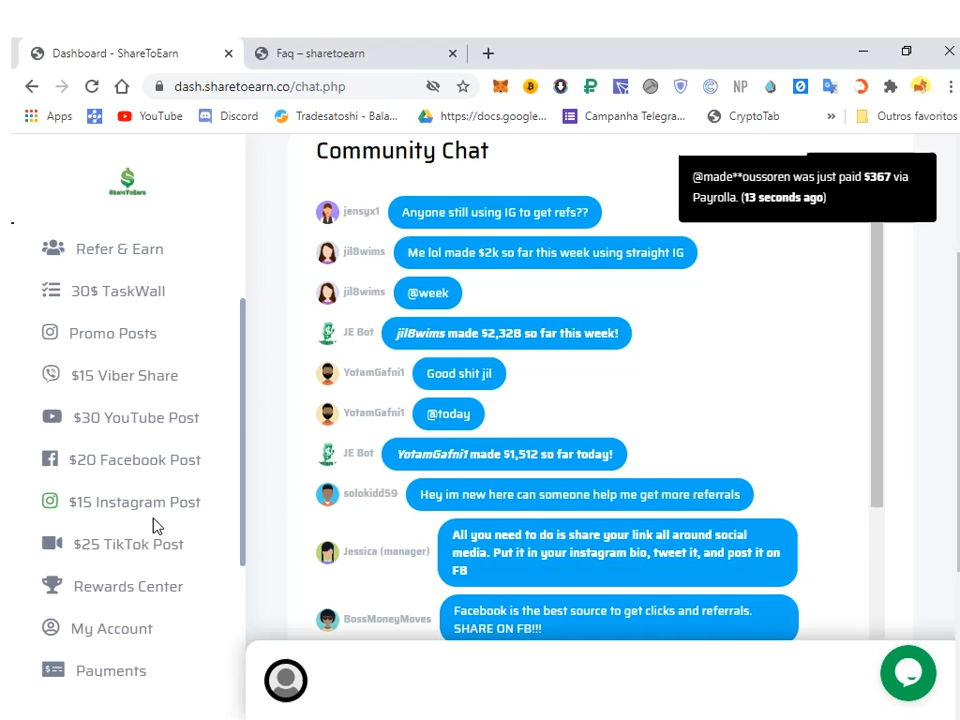 Dashboard - ShareToEarn
Faq – sharetoearn
dash.sharetoearn.co/chat.php
NP
Apps
YouTube
Discord
Tradesatoshi - Bala...
https://docs.google...
Campanha Telegra...
CryptoTab
»
Outros favoritos
ShareToEarn
Refer & Earn
30$ TaskWall
Promo Posts
$15 Viber Share
$30 YouTube Post
$20 Facebook Post
$15 Instagram Post
$25 TikTok Post
Rewards Center
My Account
Payments
Community Chat
@made**oussoren was just paid $367 via
Payrolla. (13 seconds ago)
jensyx1
Anyone still using IG to get refs??
jil8wims
Me lol made $2k so far this week using straight IG
jil8wims
@week
JE Bot
jil8wims made $2,328 so far this week!
YotamGafni1
Good shit jil
YotamGafni1
@today
JE Bot
YotamGafni1 made $1,512 so far today!
solokidd59
Hey im new here can someone help me get more referrals
Jessica (manager)
All you need to do is share your link all around social
media. Put it in your instagram bio, tweet it, and post it on
FB
BossMoneyMoves
Facebook is the best source to get clicks and referrals.
SHARE ON FB!!!